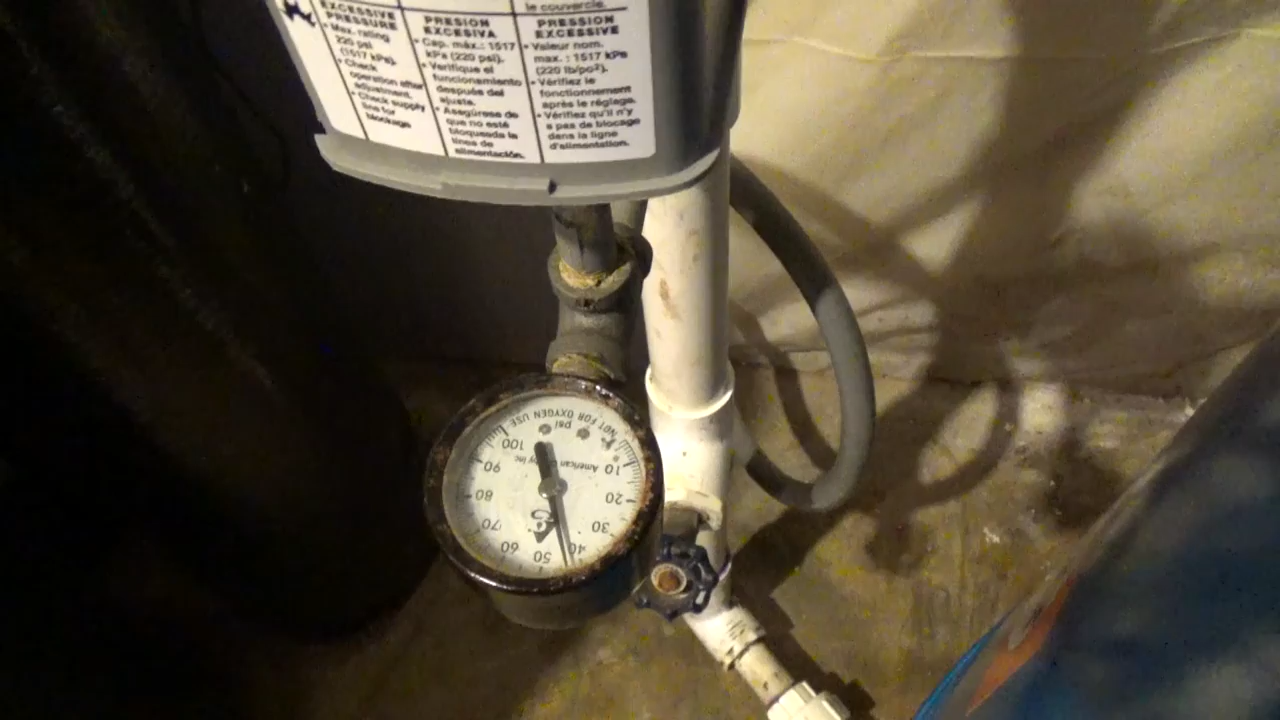 EXCESSIVE
PRESSURE
• Max. rating
220 psi
(1517 kPa).
• Check
operation after
adjustment.
• Check supply
line for
blockage
PRESION
EXCESIVA
• Cap. máx.: 1517
kPa (220 psi).
• Verifique el
funcionamiento
después del
ajuste.
• Asegúrese de
que no esté
bloqueada la
línea de
alimentación.
le couvercle.
PRESSION
EXCESSIVE
• Valeur nom.
max. : 1517 kPa
(220 lb/po²).
• Vérifiez le
fonctionnement
après le réglage.
• Vérifiez qu'il n'y
a pas de blocage
dans la ligne
d'alimentation.
NOT FOR OXYGEN USE
psi
American
Inc
10
20
30
40
50
60
70
80
90
100